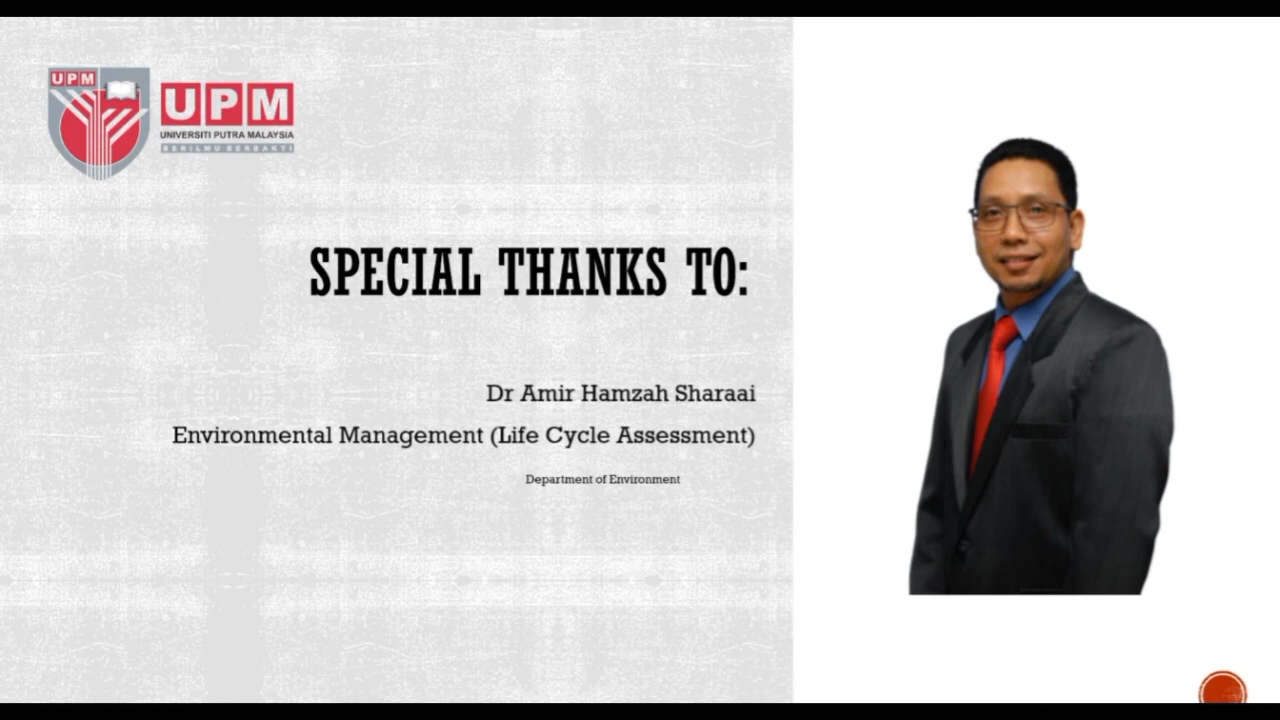 UPM
UPM
UNIVERSITI PUTRA MALAYSIA
BERILMU BERBAKTI
SPECIAL THANKS TO:
Dr Amir Hamzah Sharaai
Environmental Management (Life Cycle Assessment)
Department of Environment